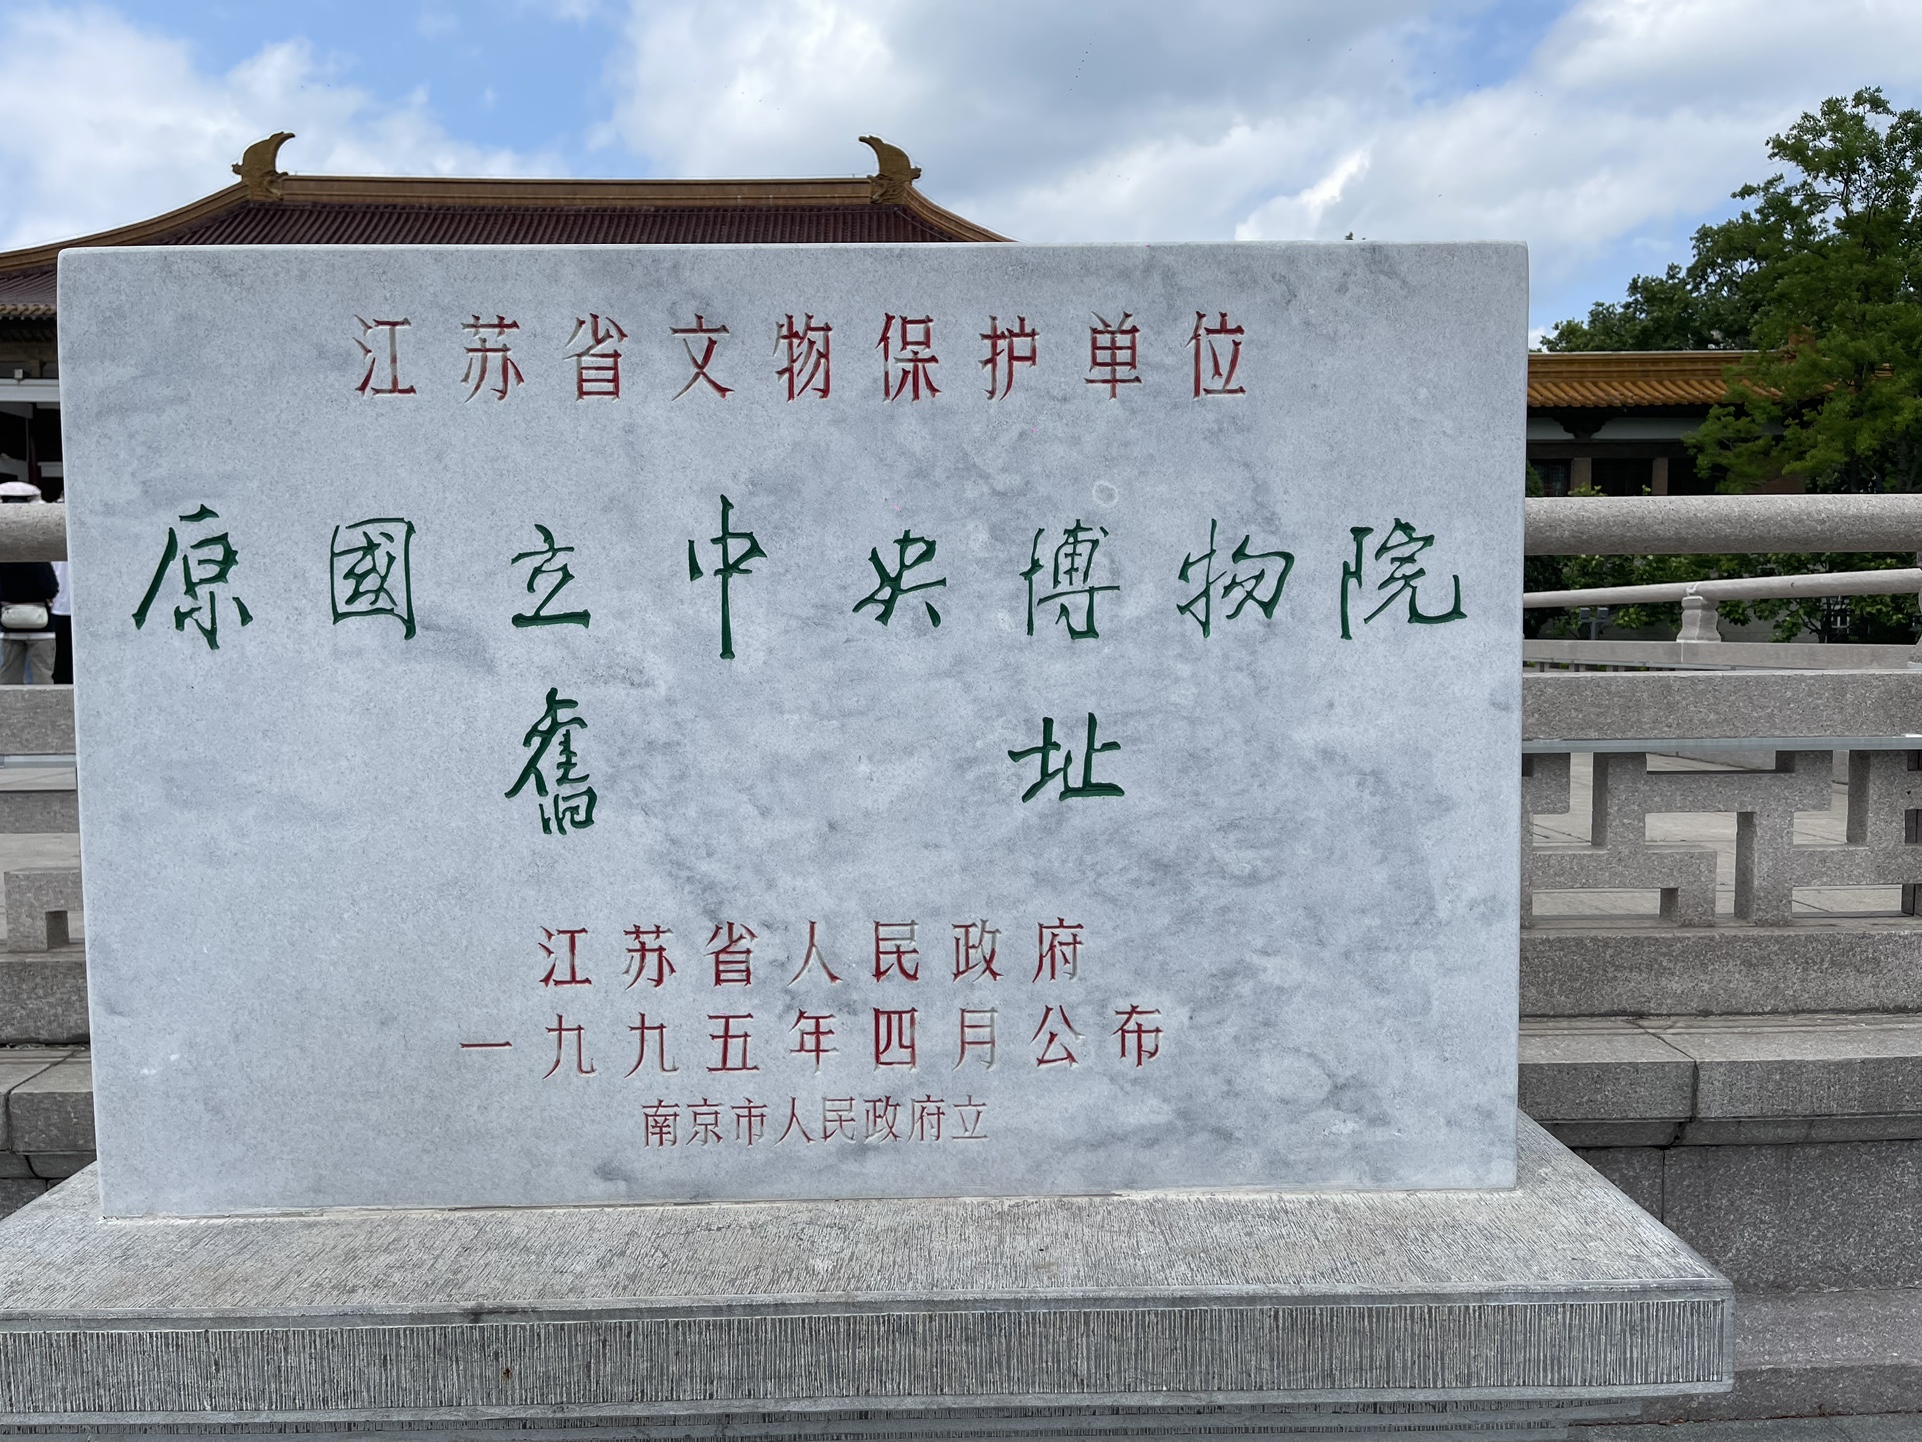 江苏省文物保护单位
原國立中央博物院
舊址
江苏省人民政府
一九九五年四月公布
南京市人民政府立